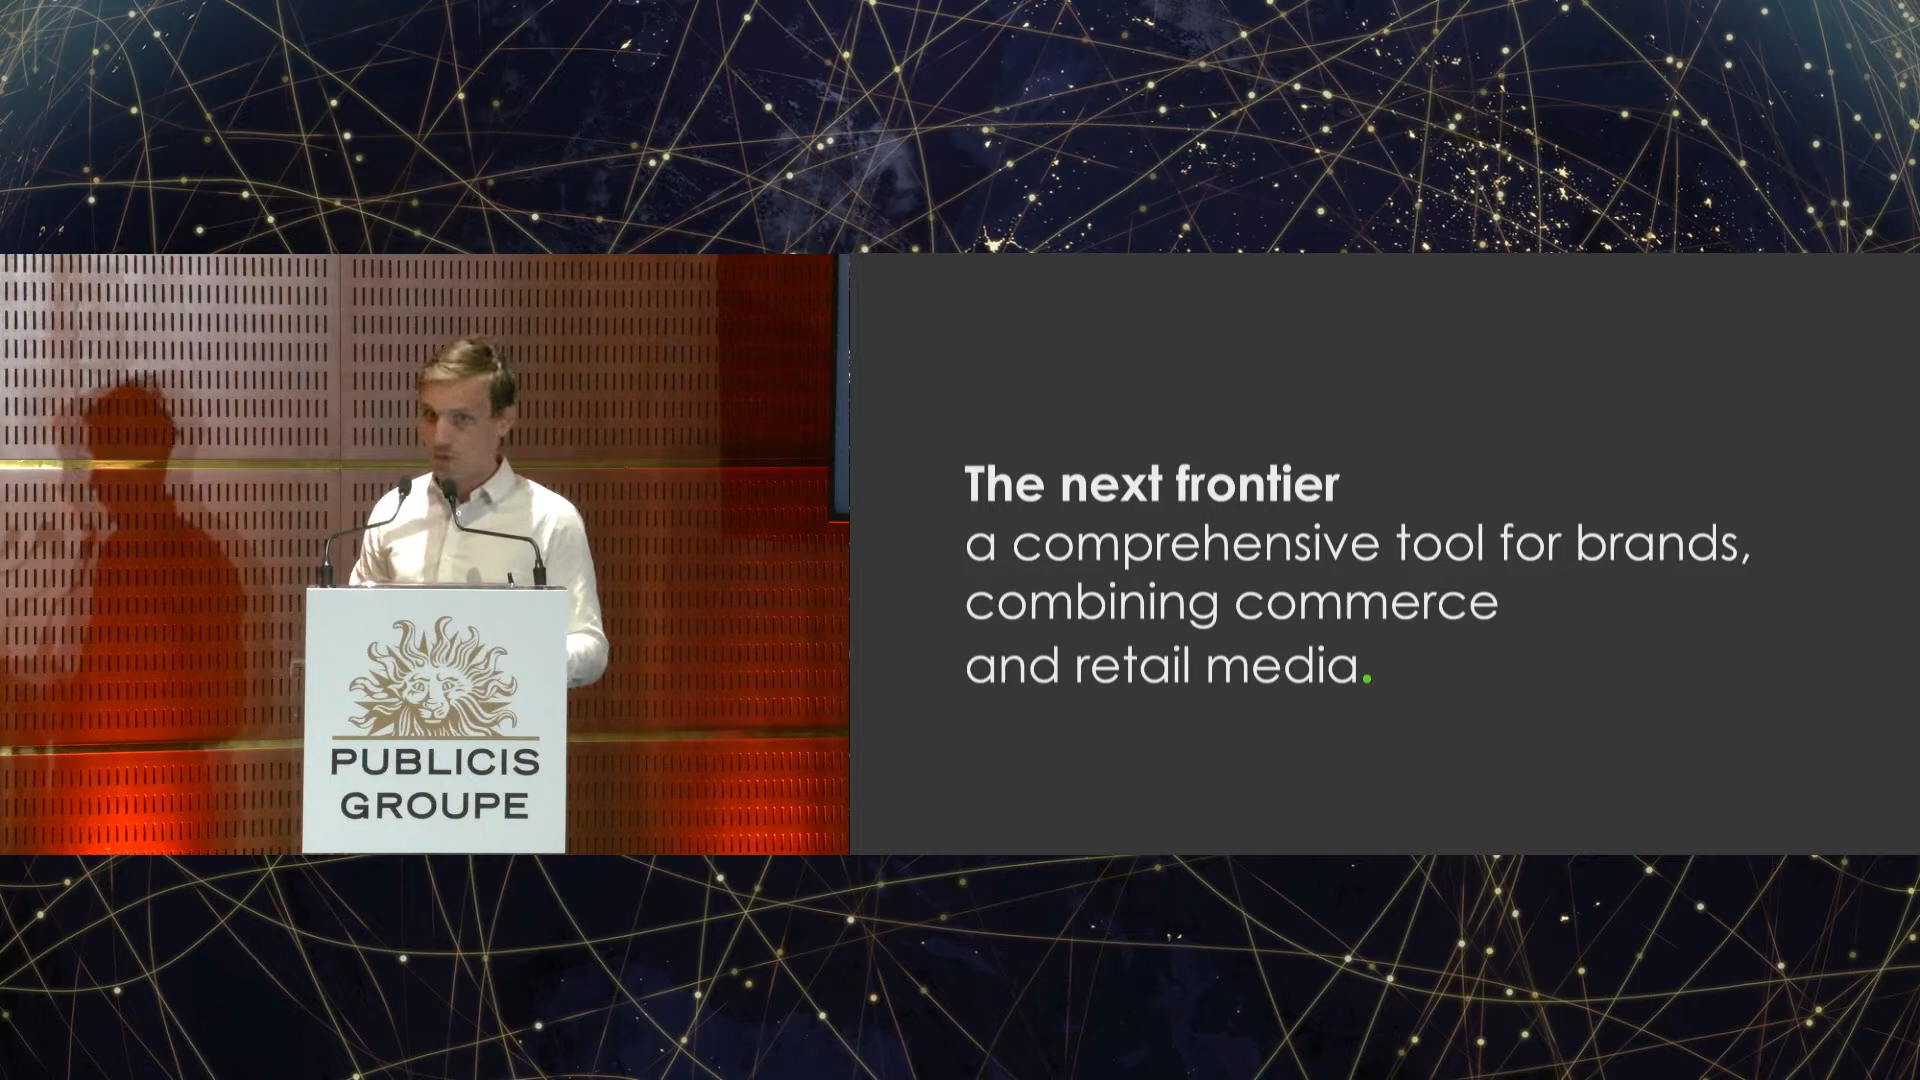 The next frontier
a comprehensive tool for brands,
combining commerce
and retail media.
PUBLICIS
GROUPE